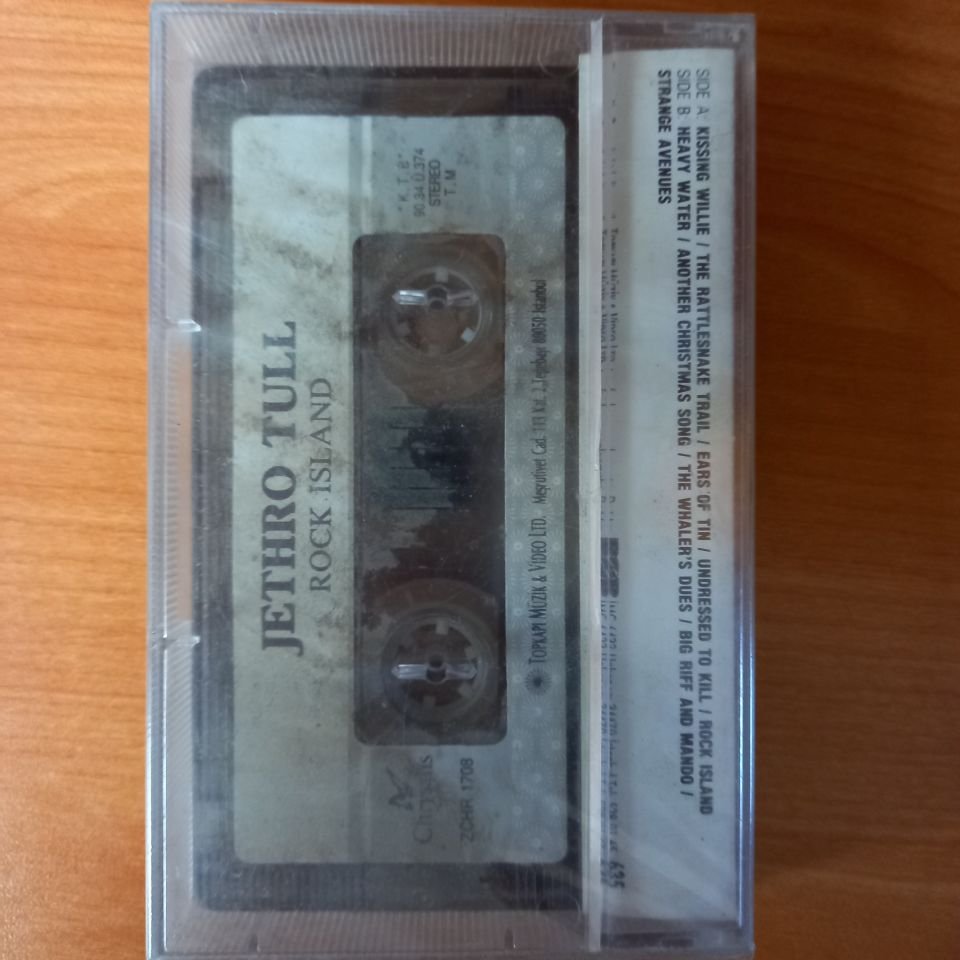 JETHRO TULL
ROCK ISLAND
STEREO
90 34 0 374
ZCHR 1708
TOPKAPI MÜZİK & VİDEO LTD.
SIDE A: KISSING WILLIE / THE RATTLESNAKE TRAIL / EARS OF TIN / UNDRESSED TO KILL / ROCK ISLAND
SIDE B: HEAVY WATER / ANOTHER CHRISTMAS SONG / THE WHALER'S DUES / BIG RIFF AND MANDO /
STRANGE AVENUES